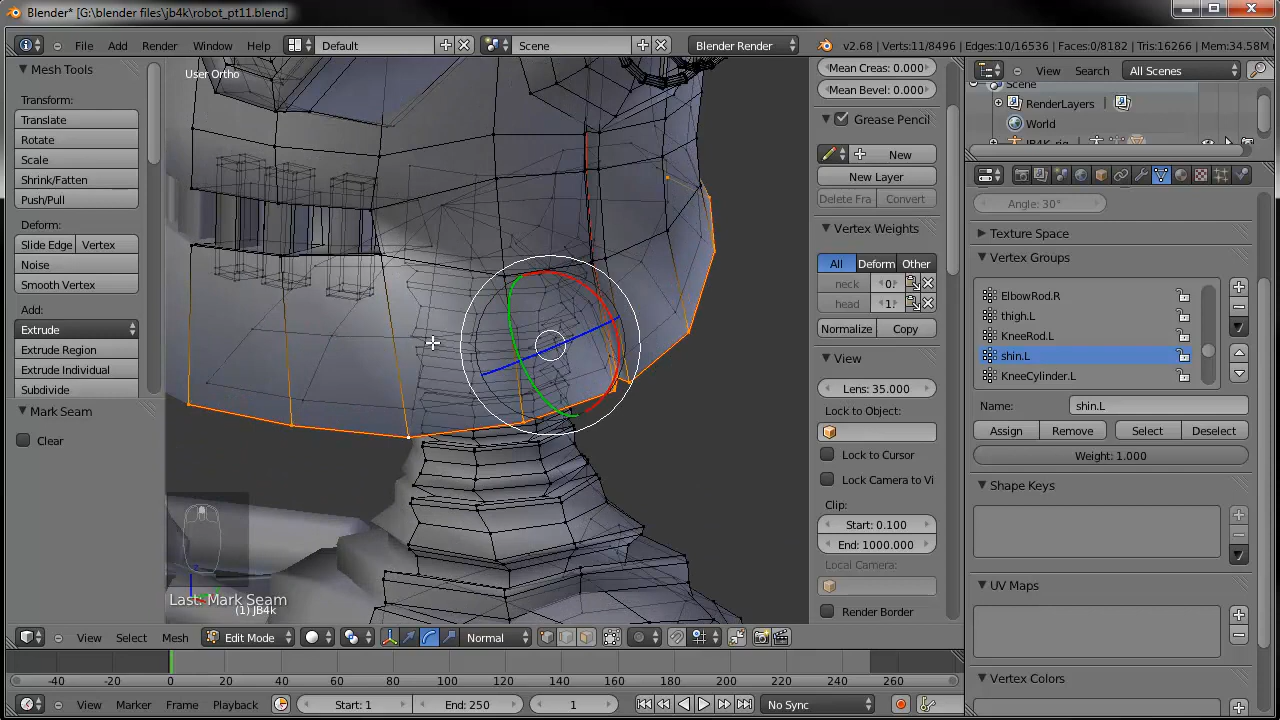 Blender* [G:\blender files\jb4k\robot_pt11.blend]
File Add Render Window Help Default Scene Blender Render v2.68 | Verts:11/8496 | Edges:10/16536 | Faces:0/8182 | Tris:16266 | Mem:34.58M
Mesh Tools
Transform:
Translate
Rotate
Scale
Shrink/Fatten
Push/Pull
Deform:
Slide Edge Vertex
Noise
Smooth Vertex
Add:
Extrude
Extrude Region
Extrude Individual
Subdivide
Mark Seam
Clear
User Ortho
Last: Mark Seam
(1) JB4K
Mean Creas: 0.000
Mean Bevel: 0.000
Grease Pencil
New
New Layer
Delete Fra Convert
Vertex Weights
All Deform Other
neck 0
head 1
Normalize Copy
View
Lens: 35.000
Lock to Object:
Lock to Cursor
Lock Camera to Vi
Clip:
Start: 0.100
End: 1000.000
Local Camera:
Render Border
View Search All Scenes
Scene
RenderLayers
World
JB4K_rig
Angle: 30°
Texture Space
Vertex Groups
ElbowRod.R
thigh.L
KneeRod.L
shin.L
KneeCylinder.L
Name: shin.L
Assign Remove Select Deselect
Weight: 1.000
Shape Keys
UV Maps
Vertex Colors
View Select Mesh Edit Mode Normal
-40 -20 0 20 40 60 80 100 120 140 160 180 200 220 240 260
View Marker Frame Playback Start: 1 End: 250 1 No Sync